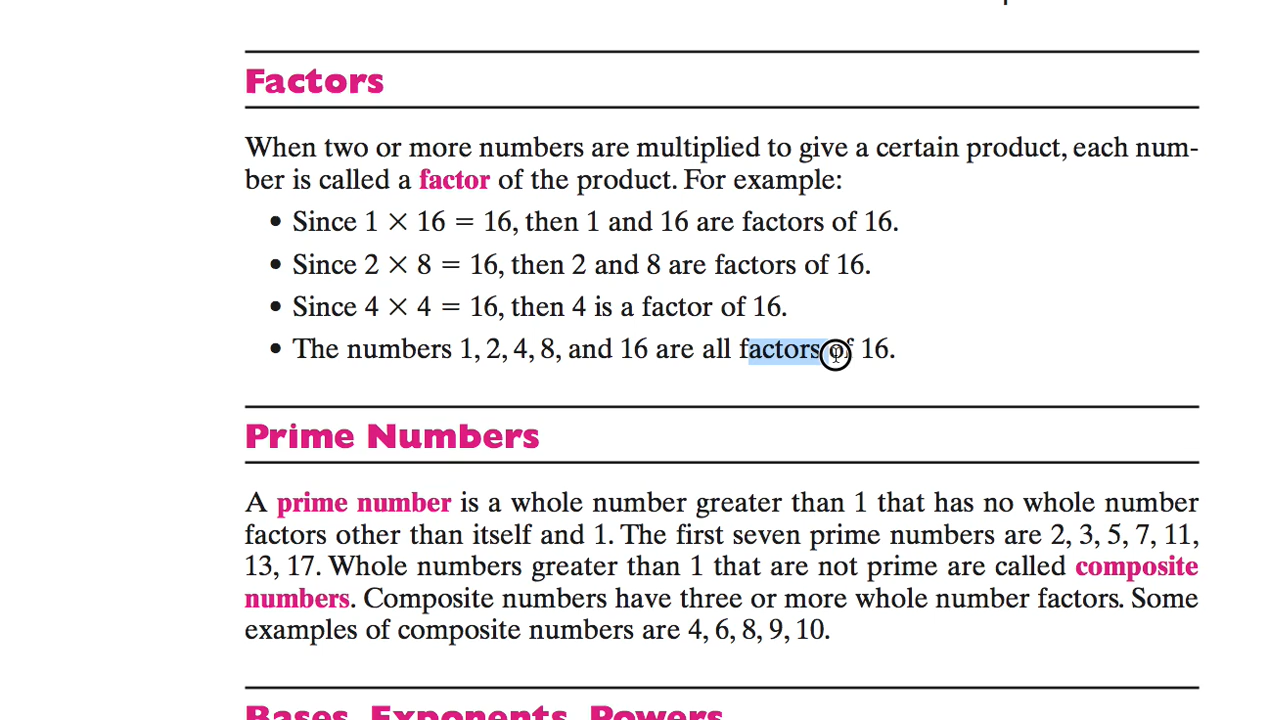 Factors
When two or more numbers are multiplied to give a certain product, each num-
ber is called a factor of the product. For example:
• Since 1 × 16 = 16, then 1 and 16 are factors of 16.
• Since 2 × 8 = 16, then 2 and 8 are factors of 16.
• Since 4 × 4 = 16, then 4 is a factor of 16.
• The numbers 1, 2, 4, 8, and 16 are all factors of 16.
Prime Numbers
A prime number is a whole number greater than 1 that has no whole number
factors other than itself and 1. The first seven prime numbers are 2, 3, 5, 7, 11,
13, 17. Whole numbers greater than 1 that are not prime are called composite
numbers. Composite numbers have three or more whole number factors. Some
examples of composite numbers are 4, 6, 8, 9, 10.
Bases, Exponents, Powers